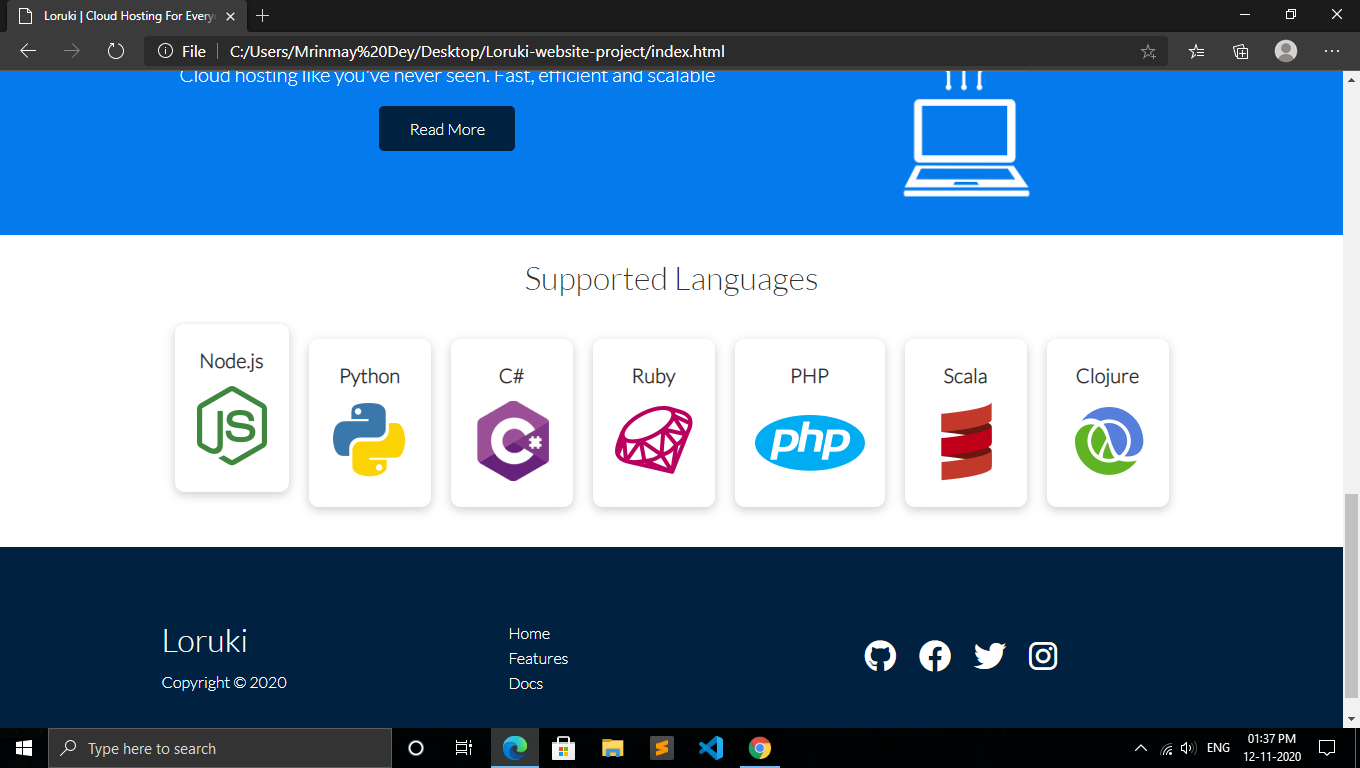 Loruki | Cloud Hosting For Everyo
File
C:/Users/Mrinmay%20Dey/Desktop/Loruki-website-project/index.html
Cloud hosting like you've never seen. Fast, efficient and scalable
Read More
Supported Languages
Node.js
Python
C#
Ruby
PHP
Scala
Clojure
JS
C#
php
Loruki
Copyright © 2020
Home
Features
Docs
Type here to search
ENG
01:37 PM
12-11-2020